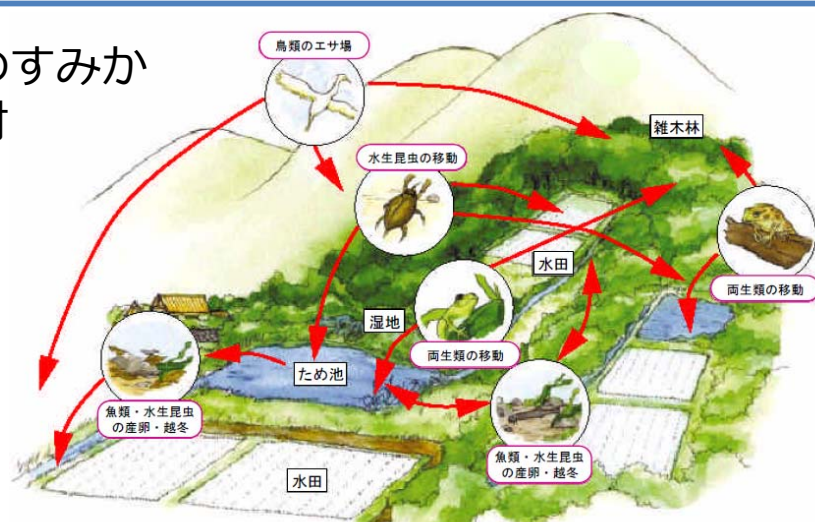 のすみか
鳥類のエサ場
雑木林
水生昆虫の移動
水田
両生類の移動
湿地
両生類の移動
ため池
魚類・水生昆虫
の産卵・越冬
魚類・水生昆虫
の産卵・越冬
水田